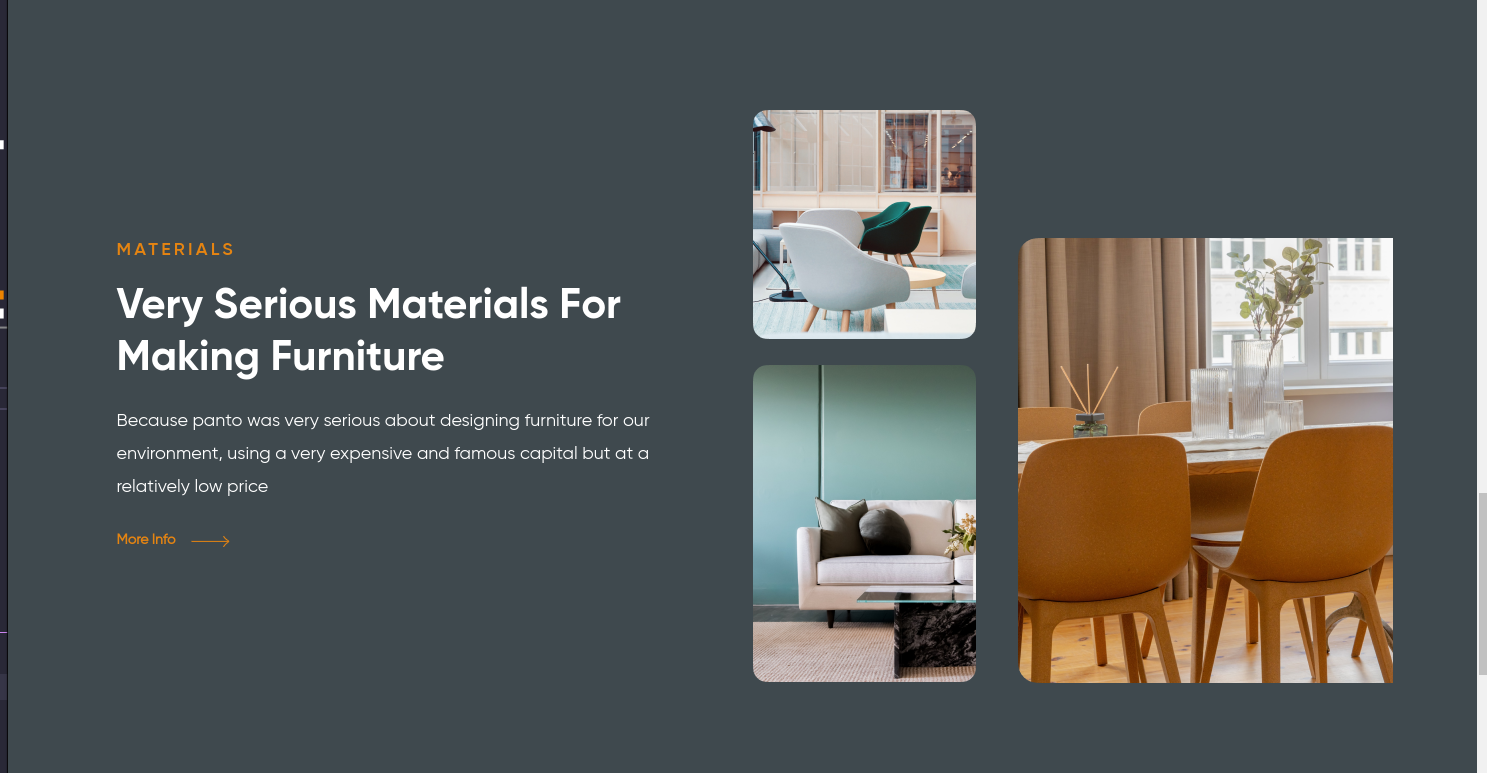 MATERIALS
Very Serious Materials For
Making Furniture
Because panto was very serious about designing furniture for our
environment, using a very expensive and famous capital but at a
relatively low price
More Info